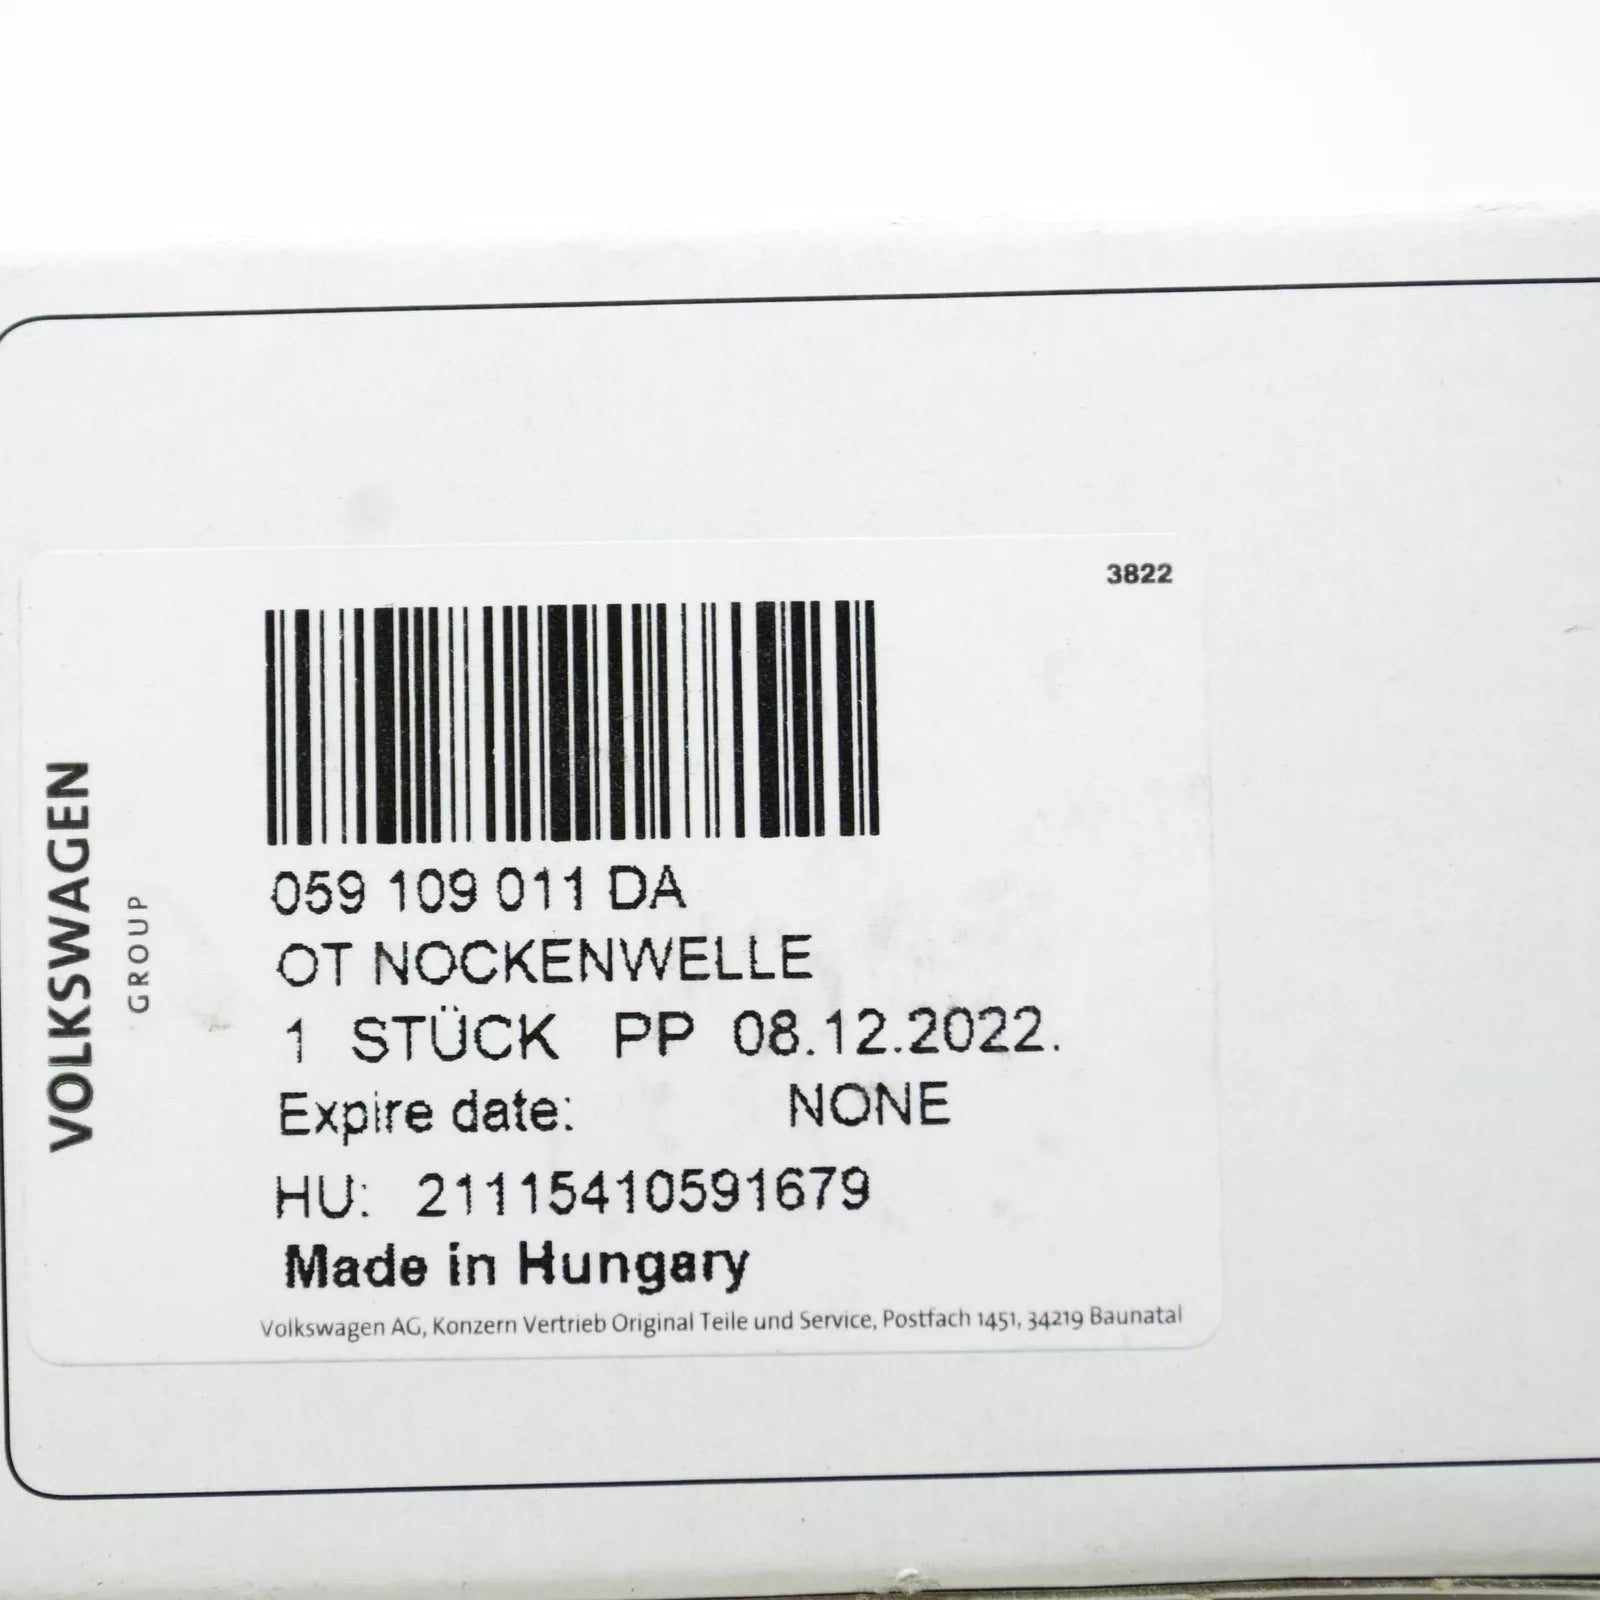 3822
VOLKSWAGEN
GROUP
059 109 011 DA
OT NOCKENWELLE
1 STÜCK PP 08.12.2022.
Expire date: NONE
HU: 21115410591679
Made in Hungary
Volkswagen AG, Konzern Vertrieb Original Teile und Service, Postfach 1451, 34219 Baunatal